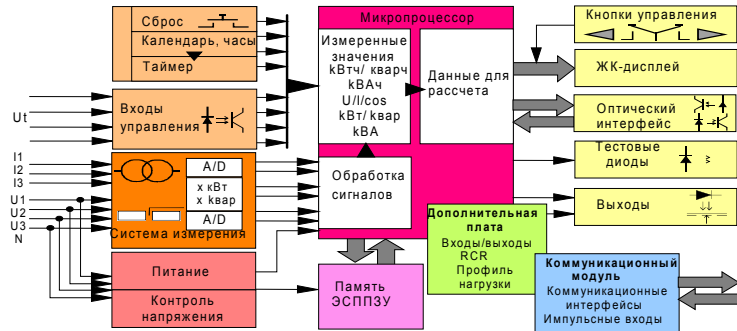 Сброс
Календарь, часы
Таймер
Ut
Входы
управления
I1
I2
I3
U1
U2
U3
N
A/D
x кВт
x квар
A/D
Система измерения
Питание
Контроль
напряжения
Микропроцессор
Измеренные
значения
kВтч/ кварч
kВАч
U/I/cos
кВт/ квар
кВА
Данные для
рассчета
Обработка
сигналов
Память
ЭСППЗУ
Дополнительная
плата
Входы/выходы
RCR
Профиль
нагрузки
Коммуникационный
модуль
Коммуникационные
интерфейсы
Импульсные входы
Кнопки управления
ЖК-дисплей
Оптический
интерфейс
Тестовые
диоды
Выходы